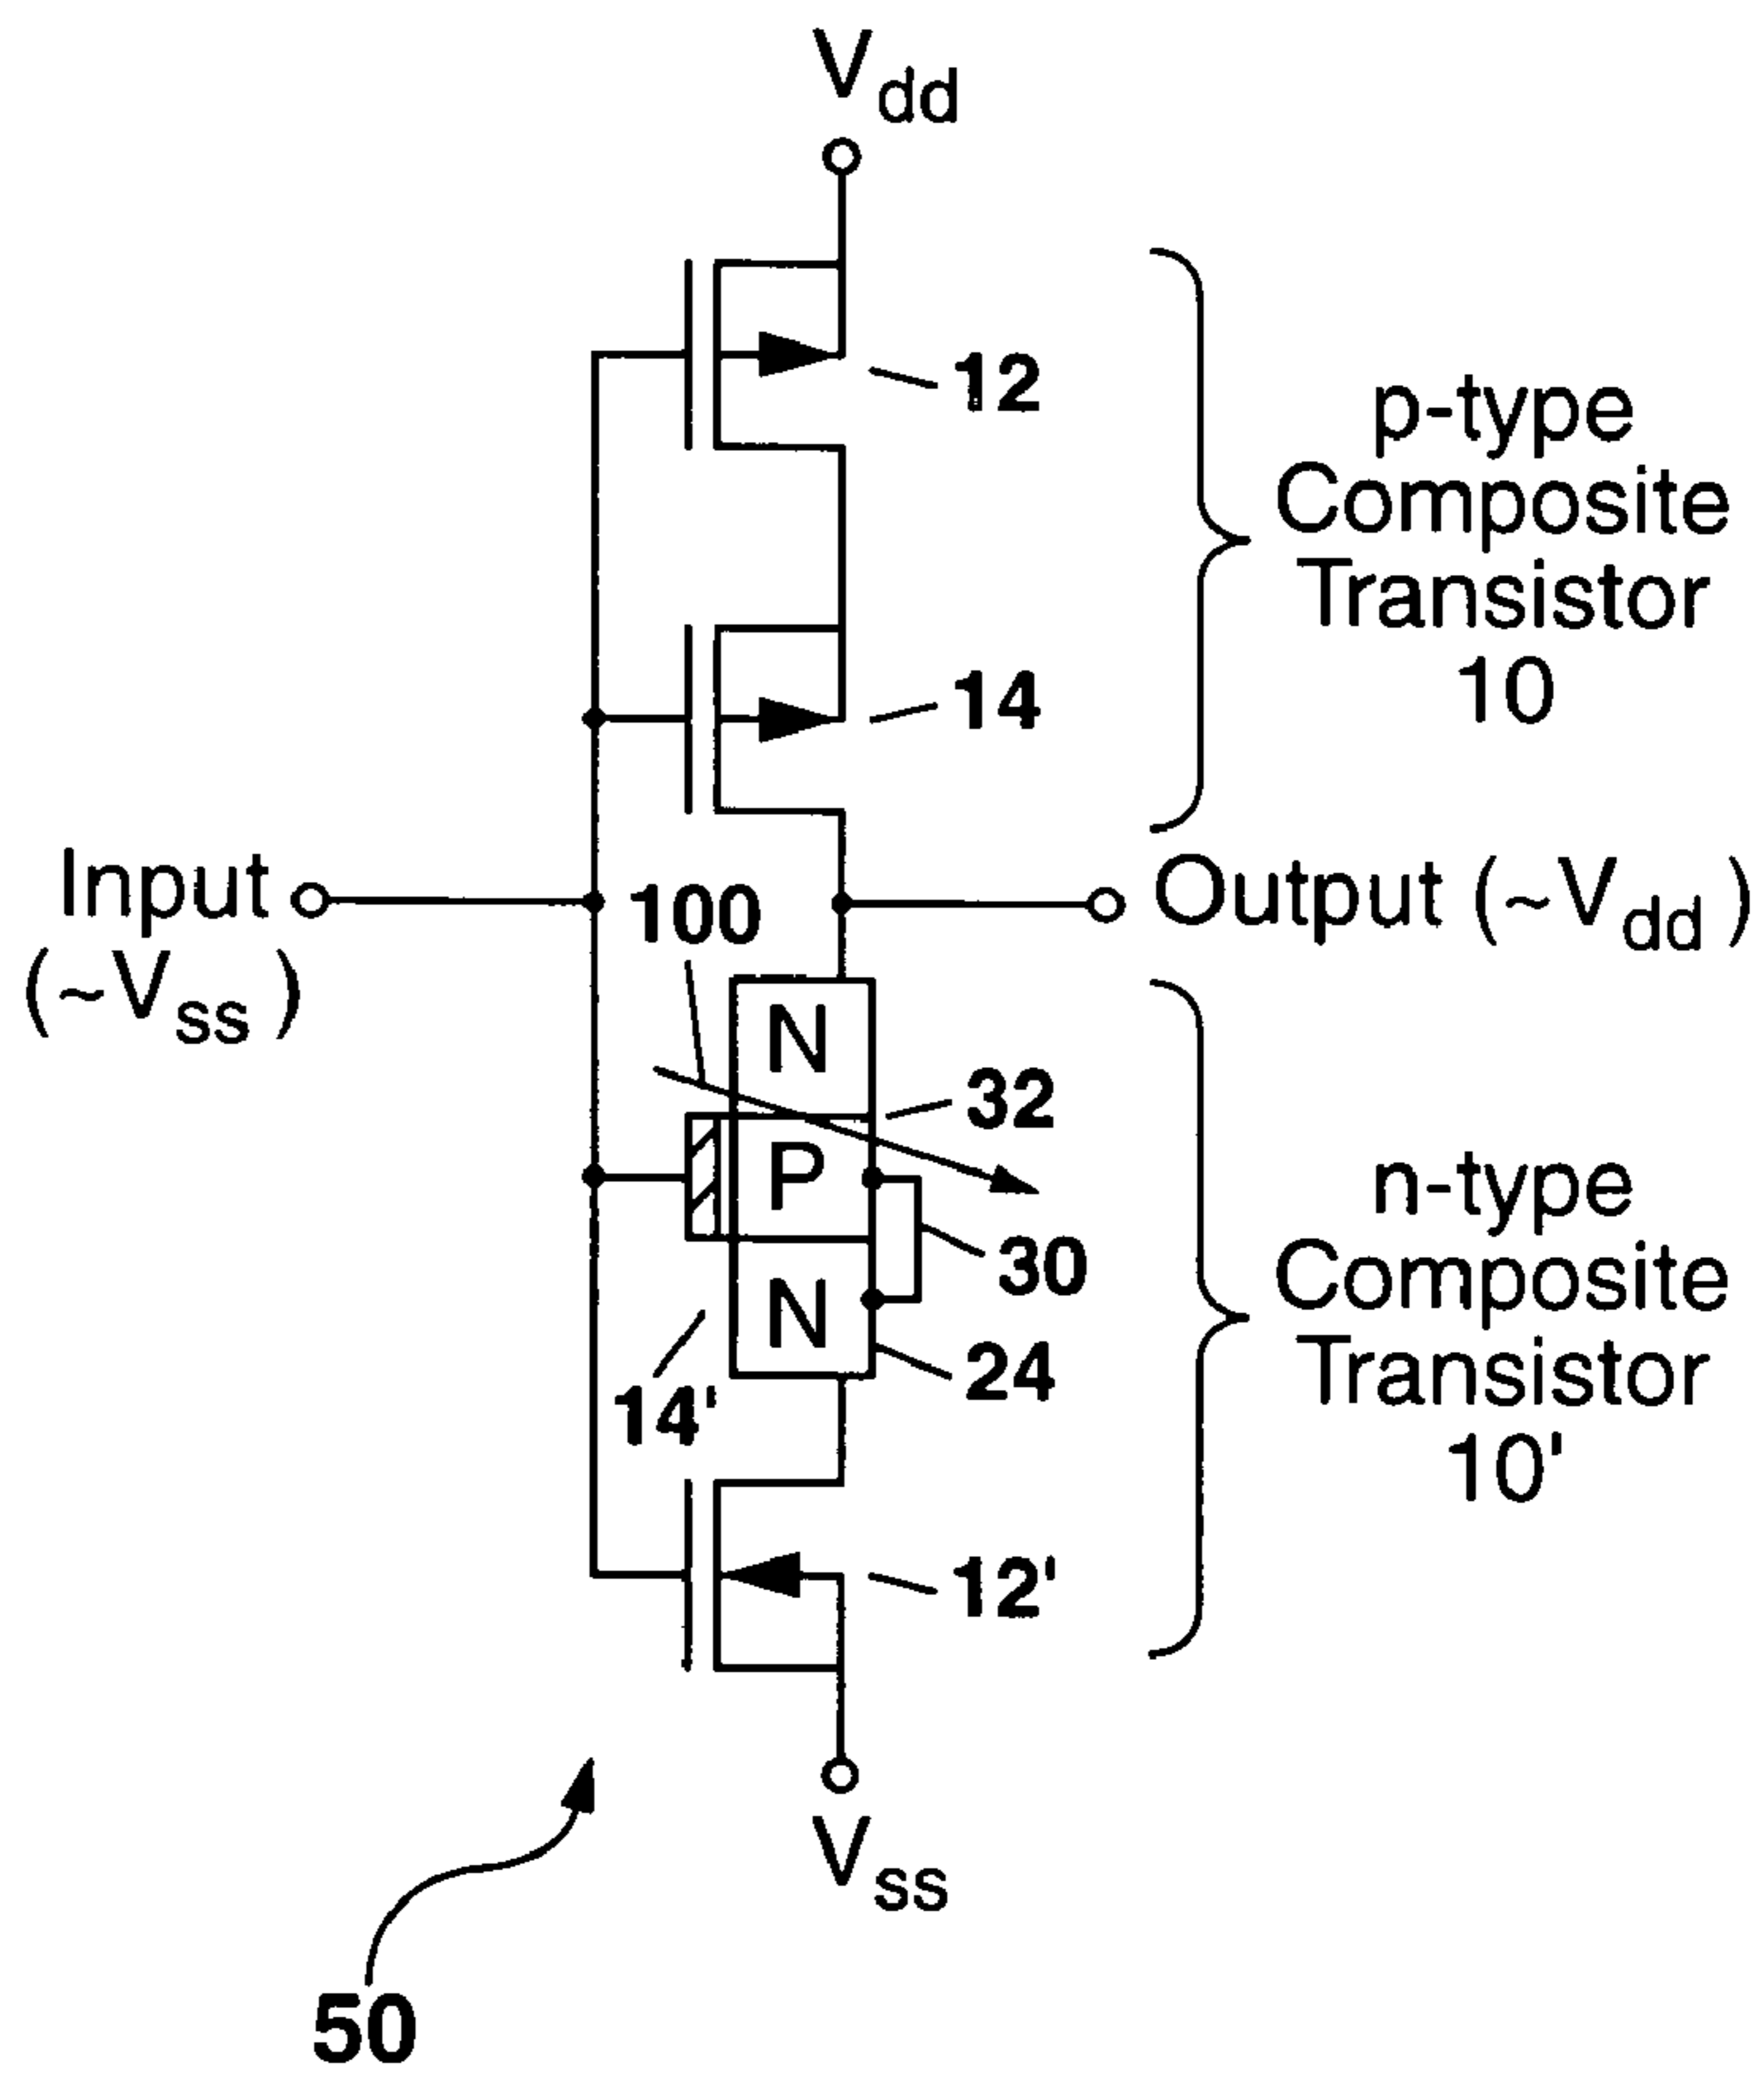 Vdd
12
p-type
Composite
Transistor
10
14
Input
(~Vss)
100
Output (~Vdd)
N
32
P
30
N
24
14'
n-type
Composite
Transistor
10'
12'
Vss
50